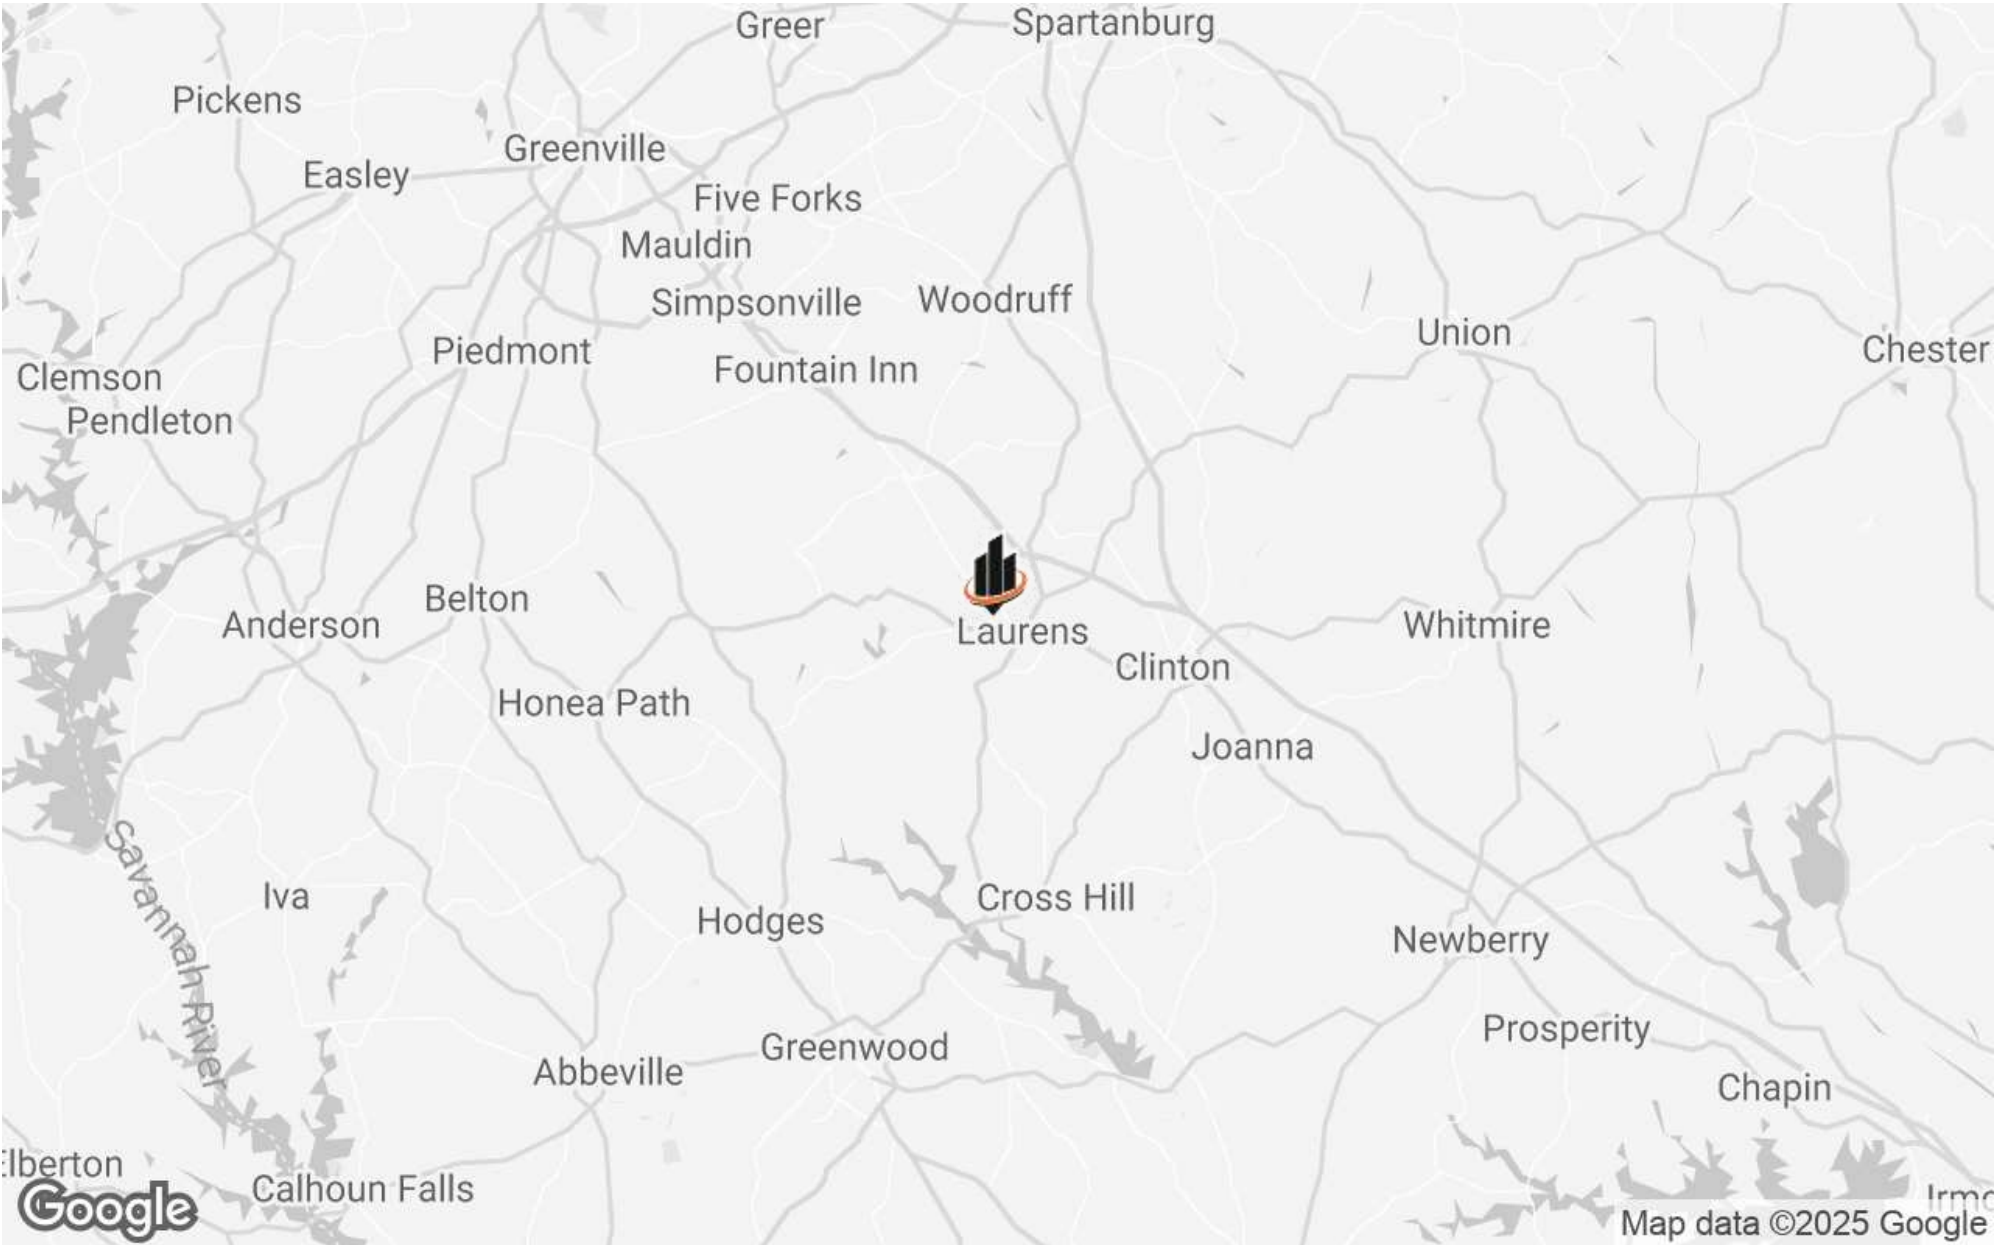 Greer
Spartanburg
Pickens
Greenville
Easley
Five Forks
Mauldin
Simpsonville
Woodruff
Union
Piedmont
Chester
Fountain Inn
Clemson
Pendleton
Belton
Anderson
Laurens
Whitmire
Clinton
Honea Path
Joanna
Savannah River
Iva
Cross Hill
Hodges
Newberry
Prosperity
Greenwood
Abbeville
Chapin
Elberton
Calhoun Falls
Irmo
Google
Map data ©2025 Google